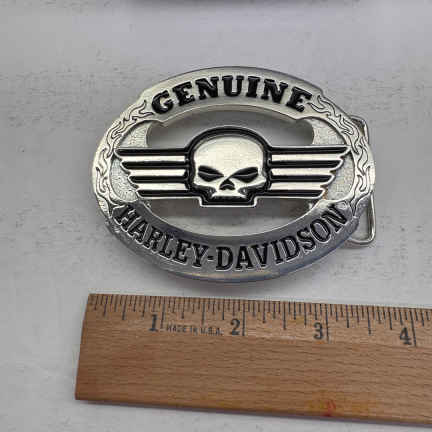 GENUINE
HARLEY-DAVIDSON
1 MADE IN U.S.A. 2 3 4